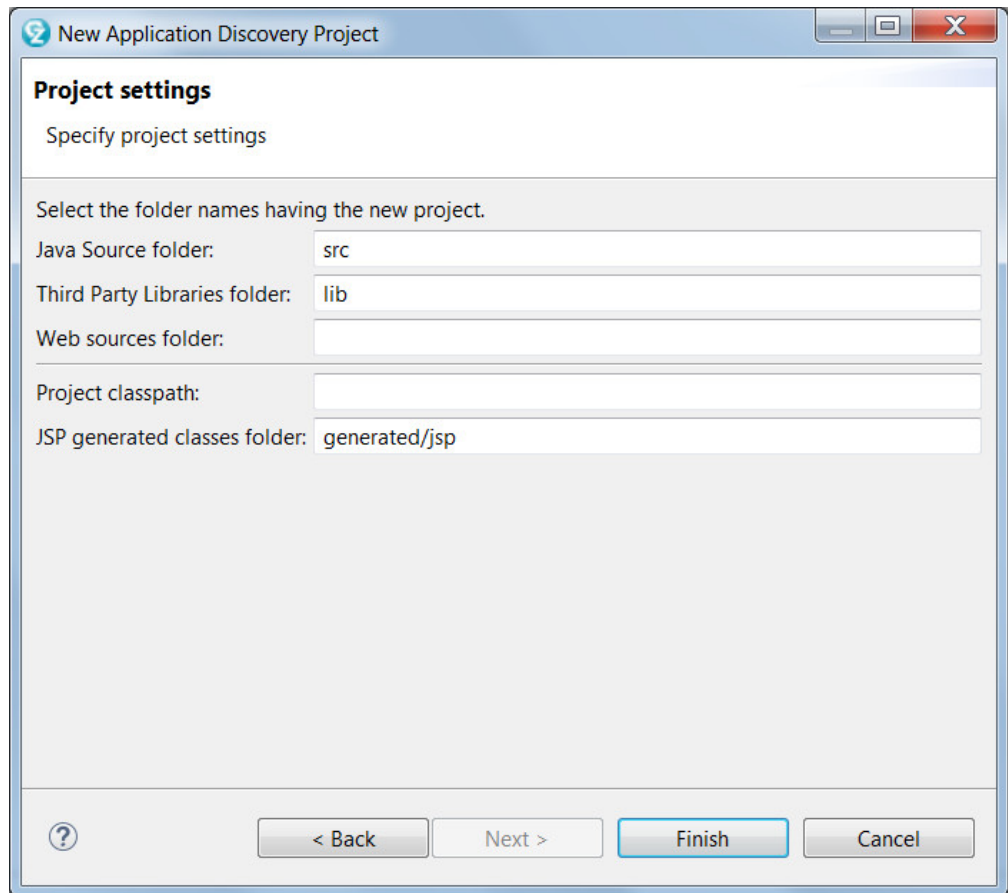 New Application Discovery Project
Project settings
Specify project settings
Select the folder names having the new project.
Java Source folder: src
Third Party Libraries folder: lib
Web sources folder:
Project classpath:
JSP generated classes folder: generated/jsp
< Back Next > Finish Cancel